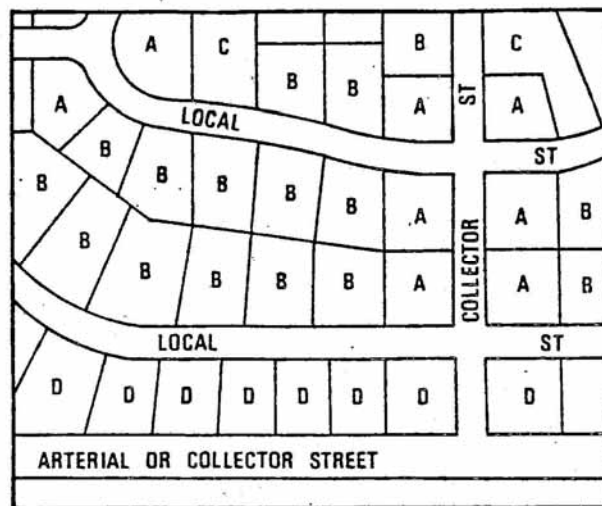 A C B C
B B ST
A A A
LOCAL
B ST
B B B B B A A B
B COLLECTOR
B B B B A A B
LOCAL ST
D D D D D D D D
ARTERIAL OR COLLECTOR STREET